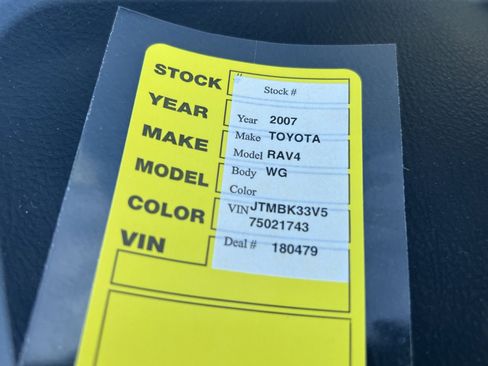 STOCK # Stock #
YEAR Year 2007
MAKE Make TOYOTA
Model RAV4
MODEL Body WG
Color
COLOR VIN JTMBK33V5
75021743
VIN Deal # 180479